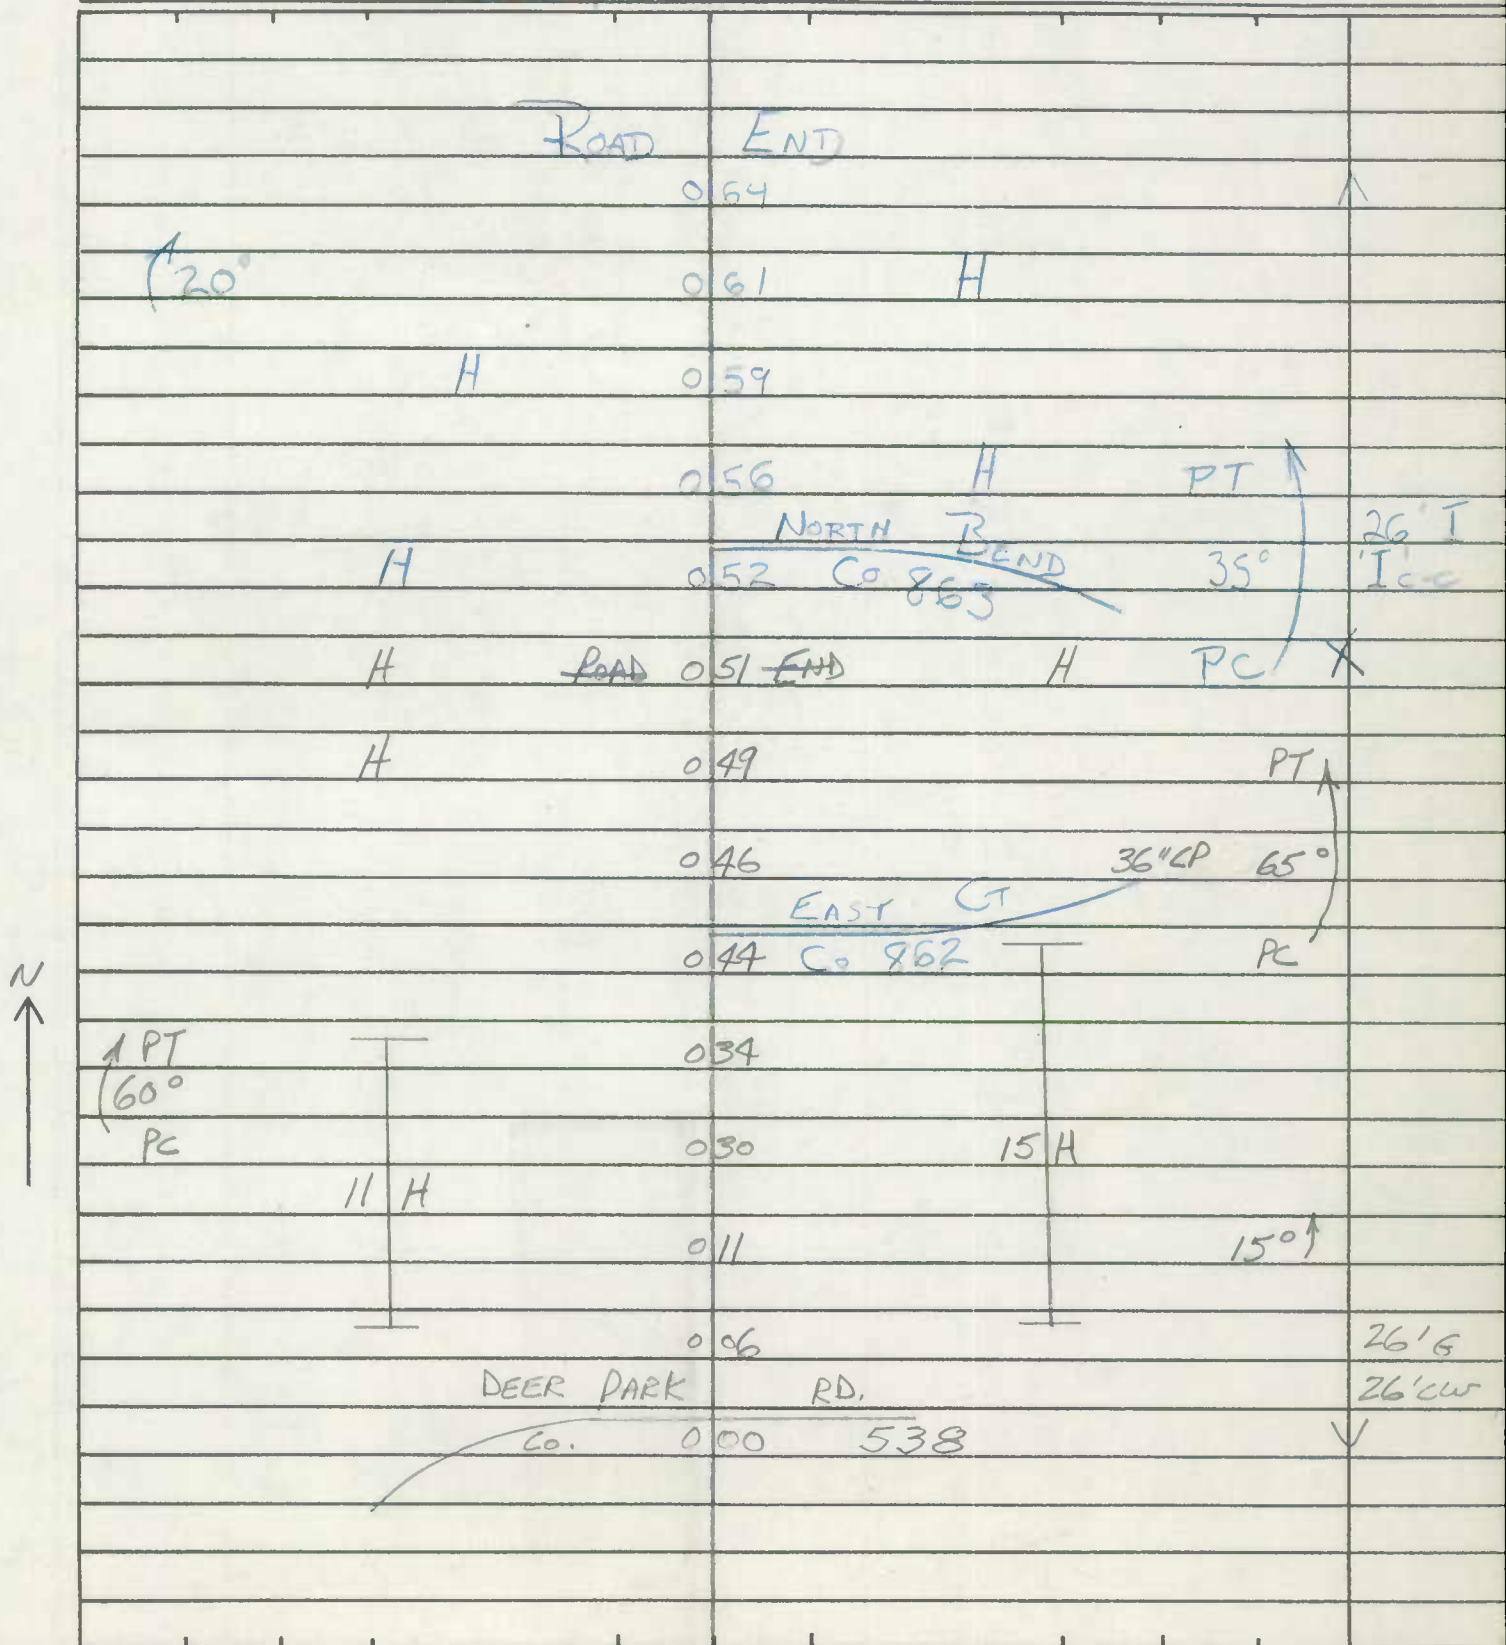 ROAD END
0 64
20° 0 61 H
H 0 59
0 56 H PT
NORTH BEND 26' I
H 0 52 Co 863 35°
H ROAD 0 51 END H PC
H 0 49 PT
0 46 36"CP 65°
EAST CT
0 44 Co 862 PC
N
PT 0 34
60°
PC 0 30 15 H
11 H
0 11 15°
0 06 26' G
DEER PARK RD. 26' CW
Co. 0 00 538